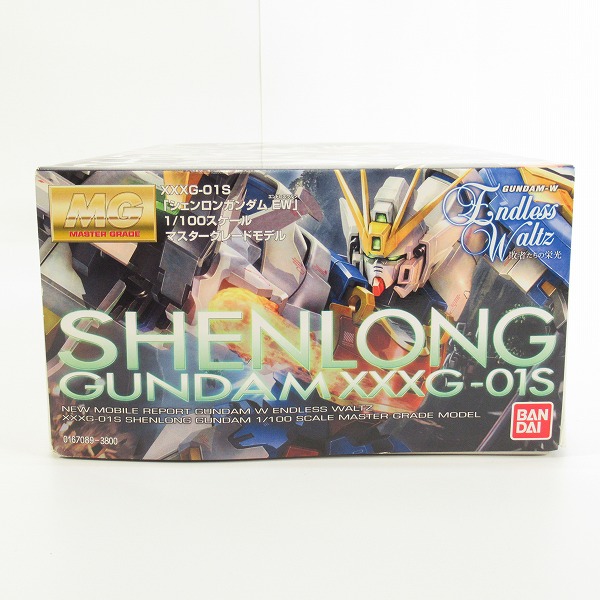 MG
MASTER GRADE
XXXG-01S
「シェンロンガンダム EW」
1/100スケール
マスターグレードモデル
GUNDAM-W
Endless
Waltz
敗者たちの栄光
SHENLONG
GUNDAM XXXG-01S
NEW MOBILE REPORT GUNDAM W ENDLESS WALTZ
XXXG-01S SHENLONG GUNDAM 1/100 SCALE MASTER GRADE MODEL
0167089-3800
BAN
DAI